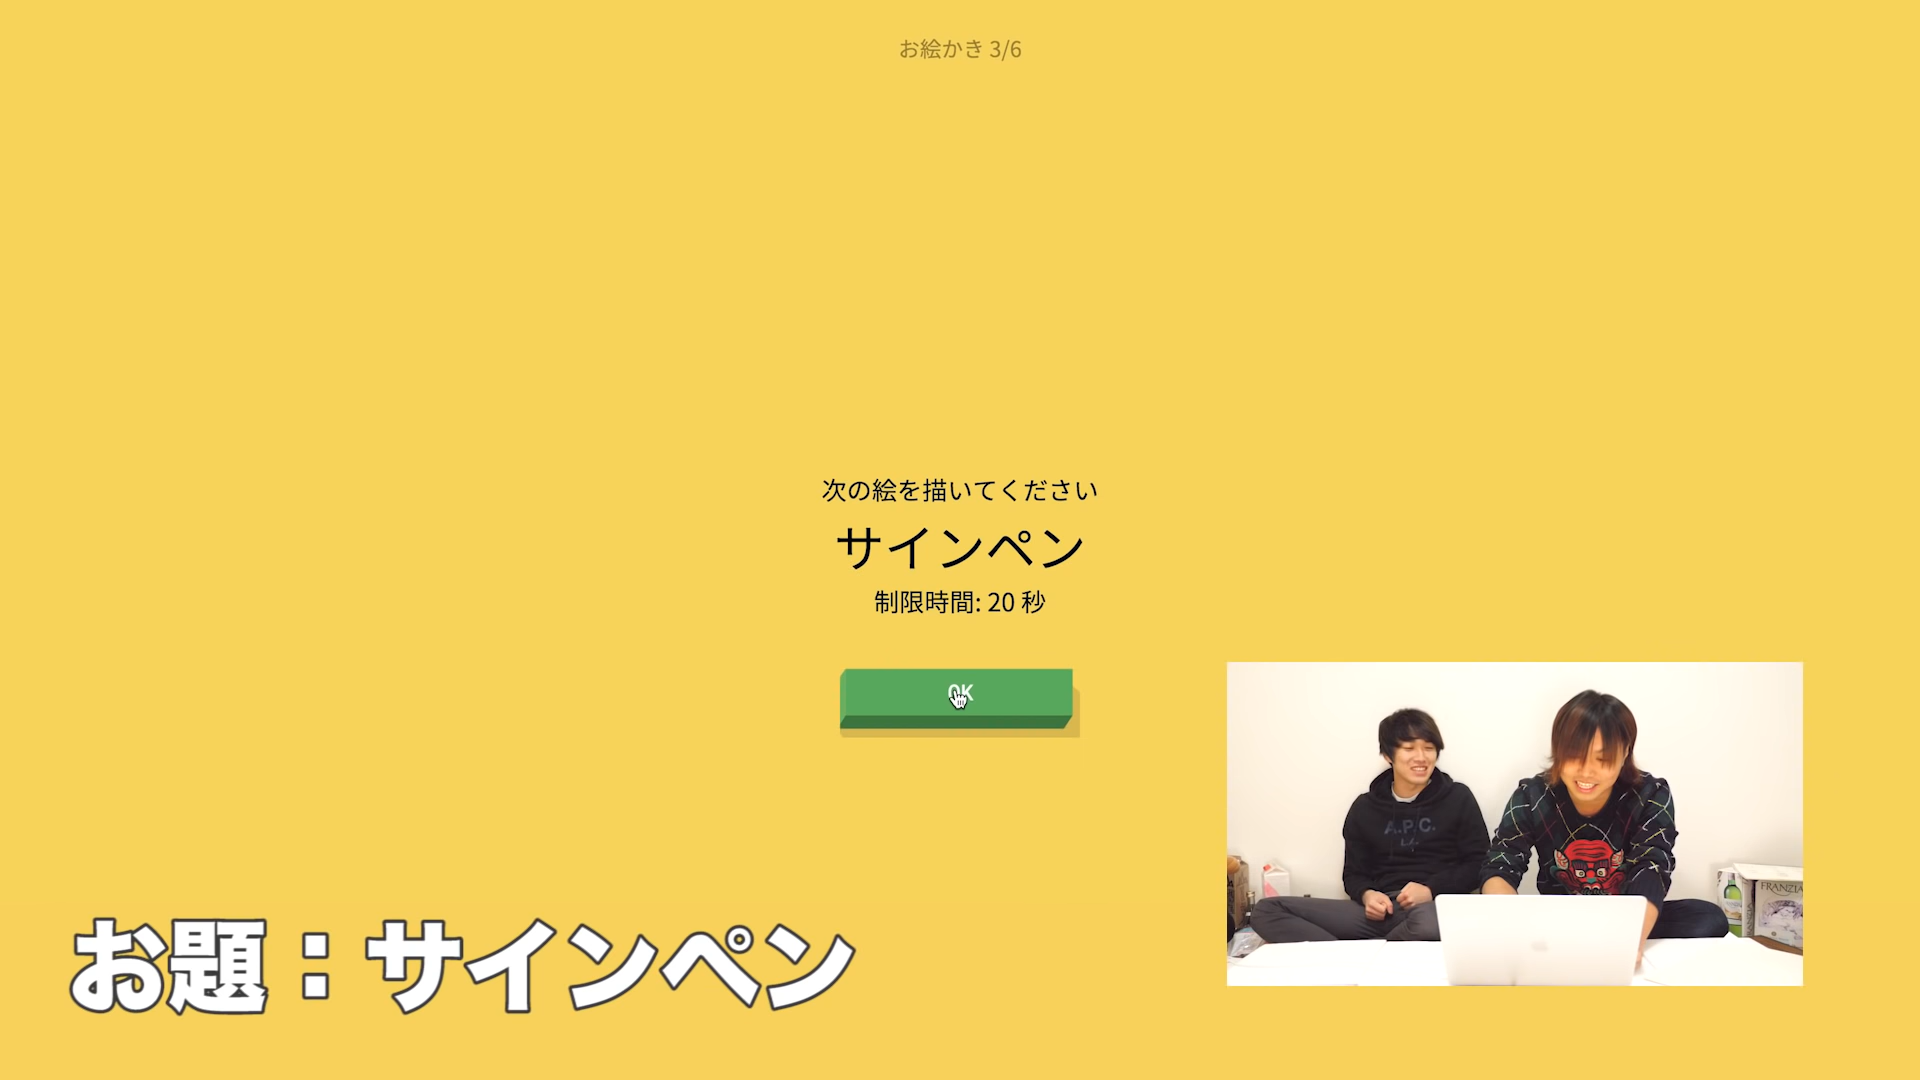 お絵かき 3/6
次の絵を描いてください
サインペン
制限時間: 20 秒
OK
A.P.C.
FRANZIA
お題：サインペン